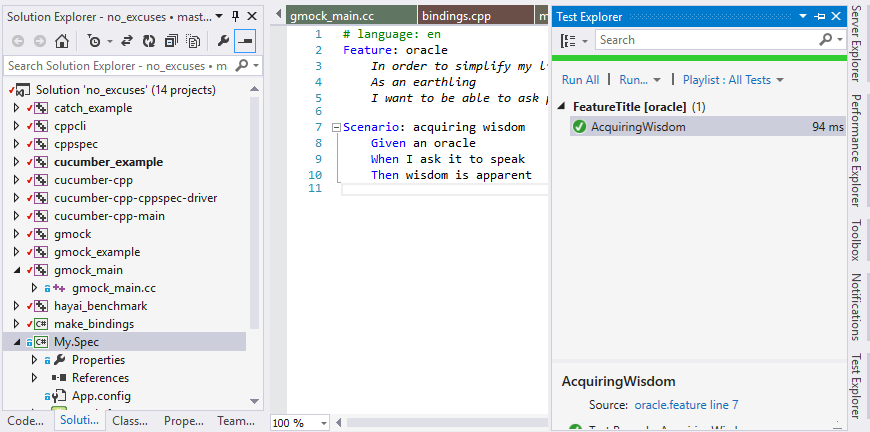 Solution Explorer - no_excuses • mast...
Search Solution Explorer - no_excuses • ma
Solution 'no_excuses' (14 projects)
catch_example
cppcli
cppspec
cucumber_example
cucumber-cpp
cucumber-cpp-cppspec-driver
cucumber-cpp-main
gmock
gmock_example
gmock_main
gmock_main.cc
hayai_benchmark
make_bindings
C# My.Spec
Properties
References
App.config
Code...
Soluti...
Class...
Prope...
Team...
gmock_main.cc
bindings.cpp
m
1 # language: en
2 Feature: oracle
3 In order to simplify my l
4 As an earthling
5 I want to be able to ask
6
7 Scenario: acquiring wisdom
8 Given an oracle
9 When I ask it to speak
10 Then wisdom is apparent
11
100 %
Test Explorer
Search
Run All | Run... | Playlist : All Tests
FeatureTitle [oracle] (1)
AcquiringWisdom 94 ms
AcquiringWisdom
Source: oracle.feature line 7
Server Explorer
Performance Explorer
Toolbox
Notifications
Test Explorer